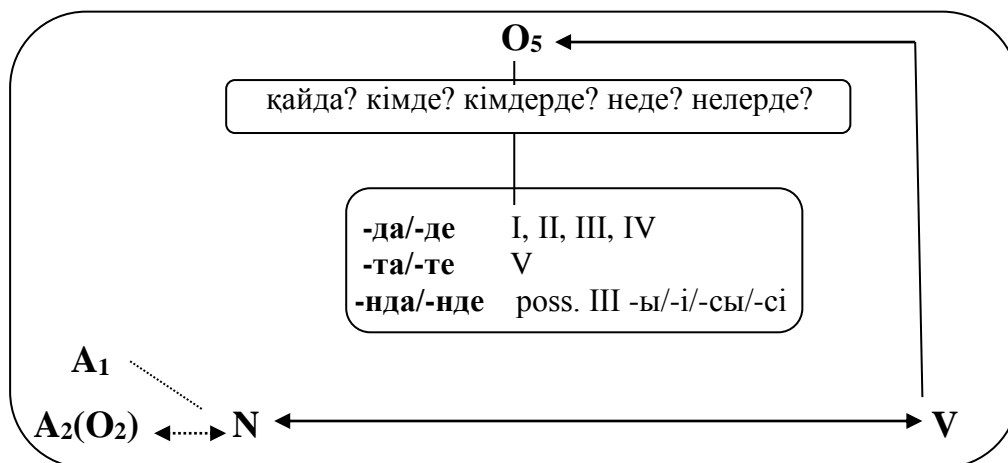 O₅
қайда? кімде? кімдерде? неде? нелерде?
-да/-де I, II, III, IV
-та/-те V
-нда/-нде poss. III -ы/-і/-сы/-сі
A₁
A₂(O₂) N V